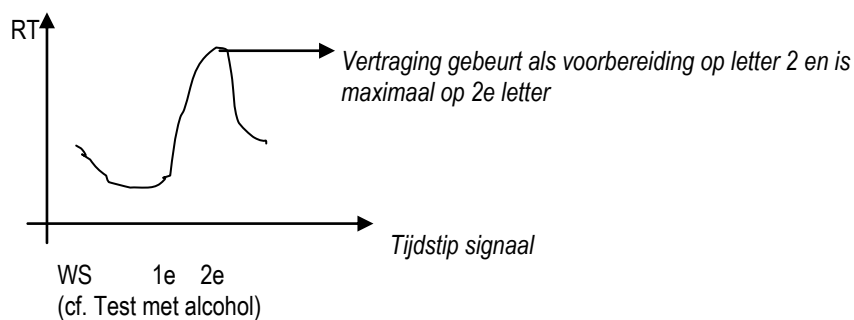 RT
Vertraging gebeurt als voorbereiding op letter 2 en is
maximaal op 2e letter
Tijdstip signaal
WS 1e 2e
(cf. Test met alcohol)